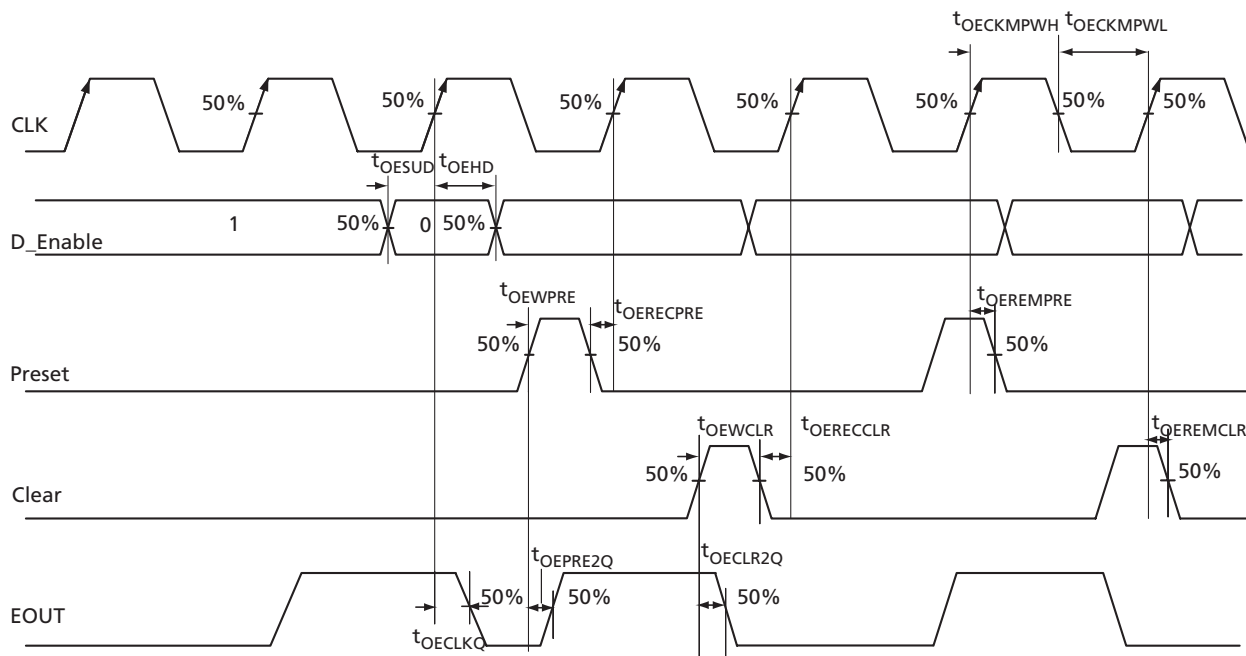 tOECKMPWH tOECKMPWL
CLK 50% 50% 50% 50% 50% 50% 50%
tOESUD tOEHD
D_Enable 1 50% 0 50%
tOEWPRE tOERECPRE tOEREMPRE
Preset 50% 50% 50%
tOEWCLR tOERECCLR tOEREMCLR
Clear 50% 50% 50%
tOEPRE2Q tOECLR2Q
EOUT 50% 50% 50%
tOECLKQ